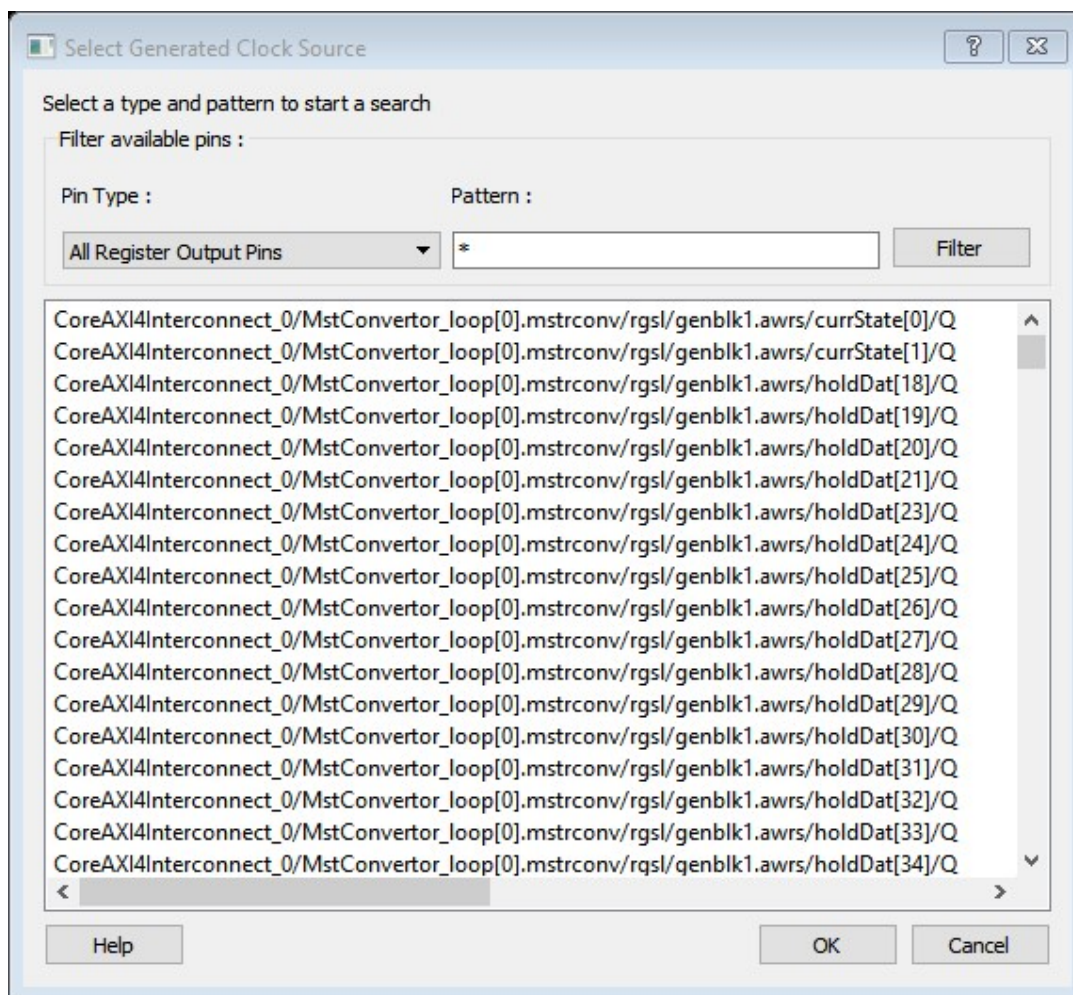 Select Generated Clock Source
Select a type and pattern to start a search
Filter available pins :
Pin Type :
Pattern :
All Register Output Pins
*
Filter
CoreAXI4Interconnect_0/MstConvertor_loop[0].mstrconv/rgsl/genblk1.awrs/currState[0]/Q
CoreAXI4Interconnect_0/MstConvertor_loop[0].mstrconv/rgsl/genblk1.awrs/currState[1]/Q
CoreAXI4Interconnect_0/MstConvertor_loop[0].mstrconv/rgsl/genblk1.awrs/holdDat[18]/Q
CoreAXI4Interconnect_0/MstConvertor_loop[0].mstrconv/rgsl/genblk1.awrs/holdDat[19]/Q
CoreAXI4Interconnect_0/MstConvertor_loop[0].mstrconv/rgsl/genblk1.awrs/holdDat[20]/Q
CoreAXI4Interconnect_0/MstConvertor_loop[0].mstrconv/rgsl/genblk1.awrs/holdDat[21]/Q
CoreAXI4Interconnect_0/MstConvertor_loop[0].mstrconv/rgsl/genblk1.awrs/holdDat[23]/Q
CoreAXI4Interconnect_0/MstConvertor_loop[0].mstrconv/rgsl/genblk1.awrs/holdDat[24]/Q
CoreAXI4Interconnect_0/MstConvertor_loop[0].mstrconv/rgsl/genblk1.awrs/holdDat[25]/Q
CoreAXI4Interconnect_0/MstConvertor_loop[0].mstrconv/rgsl/genblk1.awrs/holdDat[26]/Q
CoreAXI4Interconnect_0/MstConvertor_loop[0].mstrconv/rgsl/genblk1.awrs/holdDat[27]/Q
CoreAXI4Interconnect_0/MstConvertor_loop[0].mstrconv/rgsl/genblk1.awrs/holdDat[28]/Q
CoreAXI4Interconnect_0/MstConvertor_loop[0].mstrconv/rgsl/genblk1.awrs/holdDat[29]/Q
CoreAXI4Interconnect_0/MstConvertor_loop[0].mstrconv/rgsl/genblk1.awrs/holdDat[30]/Q
CoreAXI4Interconnect_0/MstConvertor_loop[0].mstrconv/rgsl/genblk1.awrs/holdDat[31]/Q
CoreAXI4Interconnect_0/MstConvertor_loop[0].mstrconv/rgsl/genblk1.awrs/holdDat[32]/Q
CoreAXI4Interconnect_0/MstConvertor_loop[0].mstrconv/rgsl/genblk1.awrs/holdDat[33]/Q
CoreAXI4Interconnect_0/MstConvertor_loop[0].mstrconv/rgsl/genblk1.awrs/holdDat[34]/Q
Help
OK
Cancel